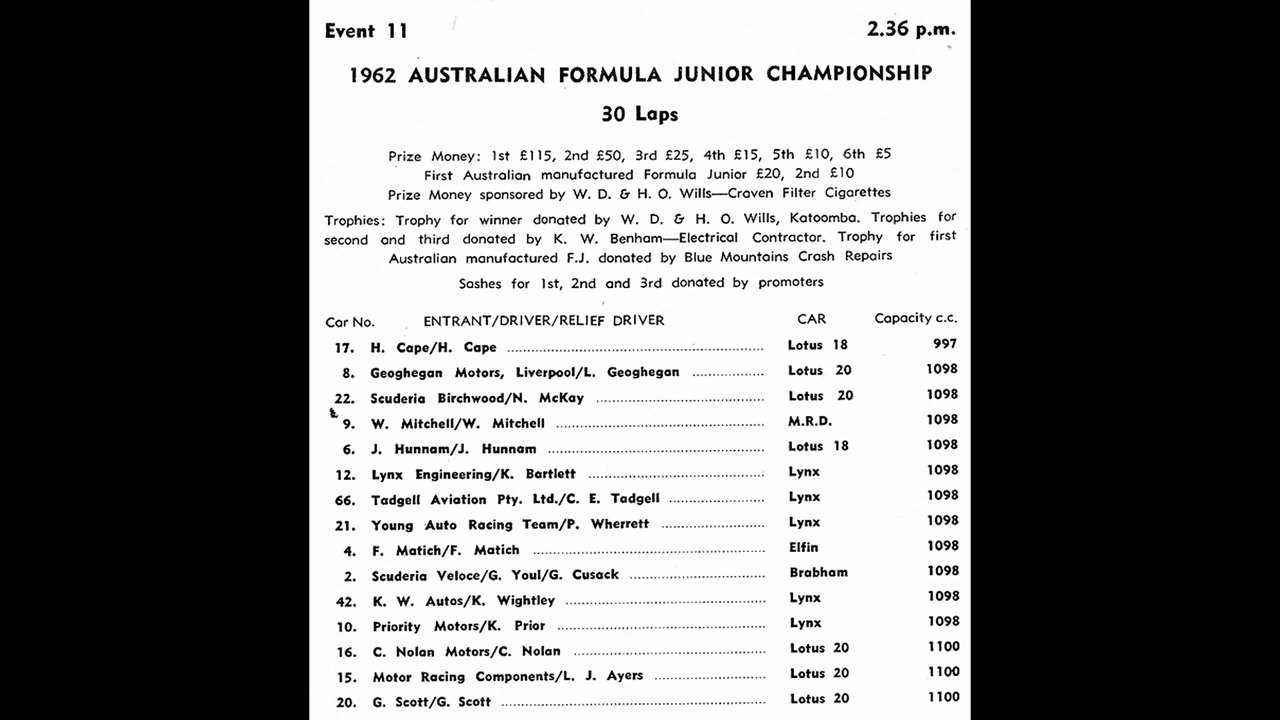 Event 11 2.36 p.m.
1962 AUSTRALIAN FORMULA JUNIOR CHAMPIONSHIP
30 Laps
Prize Money: 1st £115, 2nd £50, 3rd £25, 4th £15, 5th £10, 6th £5
First Australian manufactured Formula Junior £20, 2nd £10
Prize Money sponsored by W. D. & H. O. Wills—Craven Filter Cigarettes
Trophies: Trophy for winner donated by W. D. & H. O. Wills, Katoomba. Trophies for
second and third donated by K. W. Benham—Electrical Contractor. Trophy for first
Australian manufactured F.J. donated by Blue Mountains Crash Repairs
Sashes for 1st, 2nd and 3rd donated by promoters
Car No. ENTRANT/DRIVER/RELIEF DRIVER CAR Capacity c.c.
17. H. Cape/H. Cape Lotus 18 997
8. Geoghegan Motors, Liverpool/L. Geoghegan Lotus 20 1098
22. Scuderia Birchwood/N. McKay Lotus 20 1098
9. W. Mitchell/W. Mitchell M.R.D. 1098
6. J. Hunnam/J. Hunnam Lotus 18 1098
12. Lynx Engineering/K. Bartlett Lynx 1098
66. Tadgell Aviation Pty. Ltd./C. E. Tadgell Lynx 1098
21. Young Auto Racing Team/P. Wherrett Lynx 1098
4. F. Matich/F. Matich Elfin 1098
2. Scuderia Veloce/G. Youl/G. Cusack Brabham 1098
42. K. W. Autos/K. Wightley Lynx 1098
10. Priority Motors/K. Prior Lynx 1098
16. C. Nolan Motors/C. Nolan Lotus 20 1100
15. Motor Racing Components/L. J. Ayers Lotus 20 1100
20. G. Scott/G. Scott Lotus 20 1100